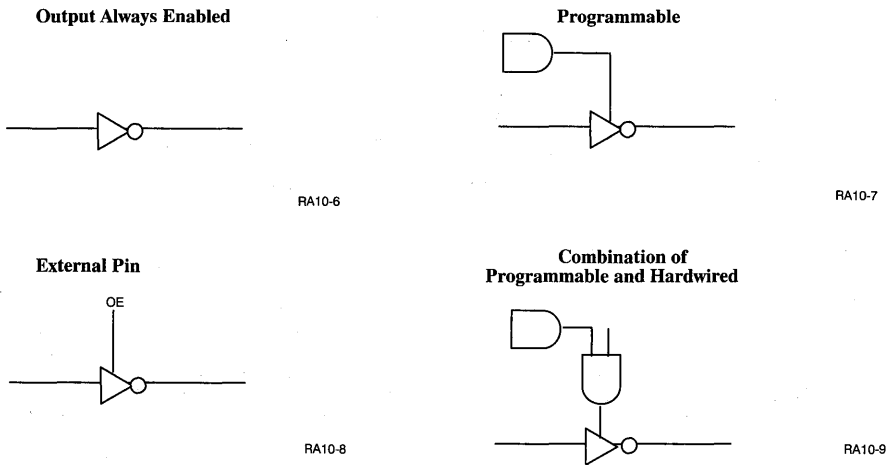 Output Always Enabled
RA10-6
Programmable
RA10-7
External Pin
OE
RA10-8
Combination of
Programmable and Hardwired
RA10-9